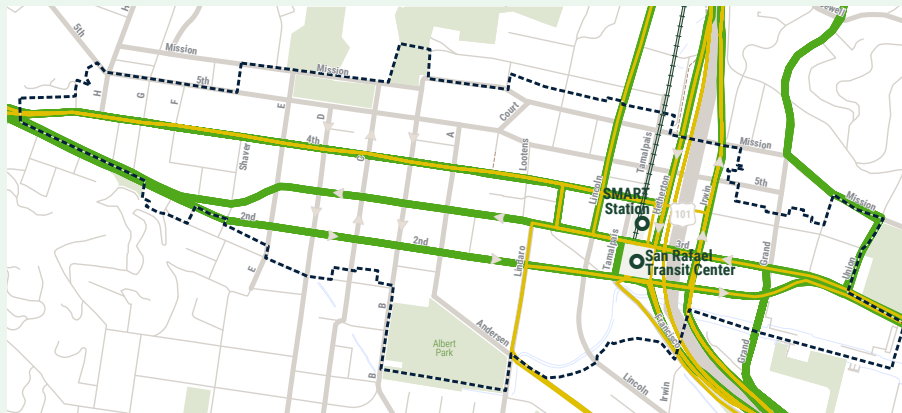 5th
H
Mission
Mission
5th
H
G
F
E
D
4th
A
Court
Shaver
Lootens
Tamalpais
Mission
5th
Mission
Lincoln
SMART
Station
Hetherton
Irwin
101
2nd
2nd
3rd
San Rafael
Transit Center
Tamalpais
Lindaro
Grand
Union
E
B
B
Andersen
Albert
Park
Francisco
Grand
Lincoln
Irwin